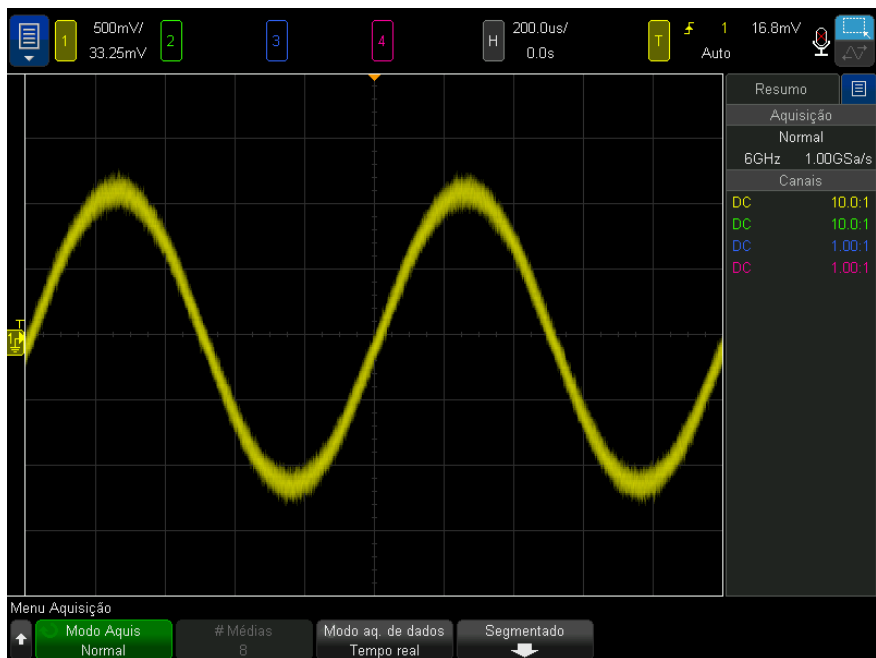 1
500mV/
33.25mV
2
3
4
H
200.0us/
0.0s
T
1
16.8mV
Auto
Resumo
Aquisição
Normal
6GHz 1.00GSa/s
Canais
DC 10.0:1
DC 10.0:1
DC 1.00:1
DC 1.00:1
T
1
Menu Aquisição
Modo Aquis
Normal
# Médias
8
Modo aq. de dados
Tempo real
Segmentado